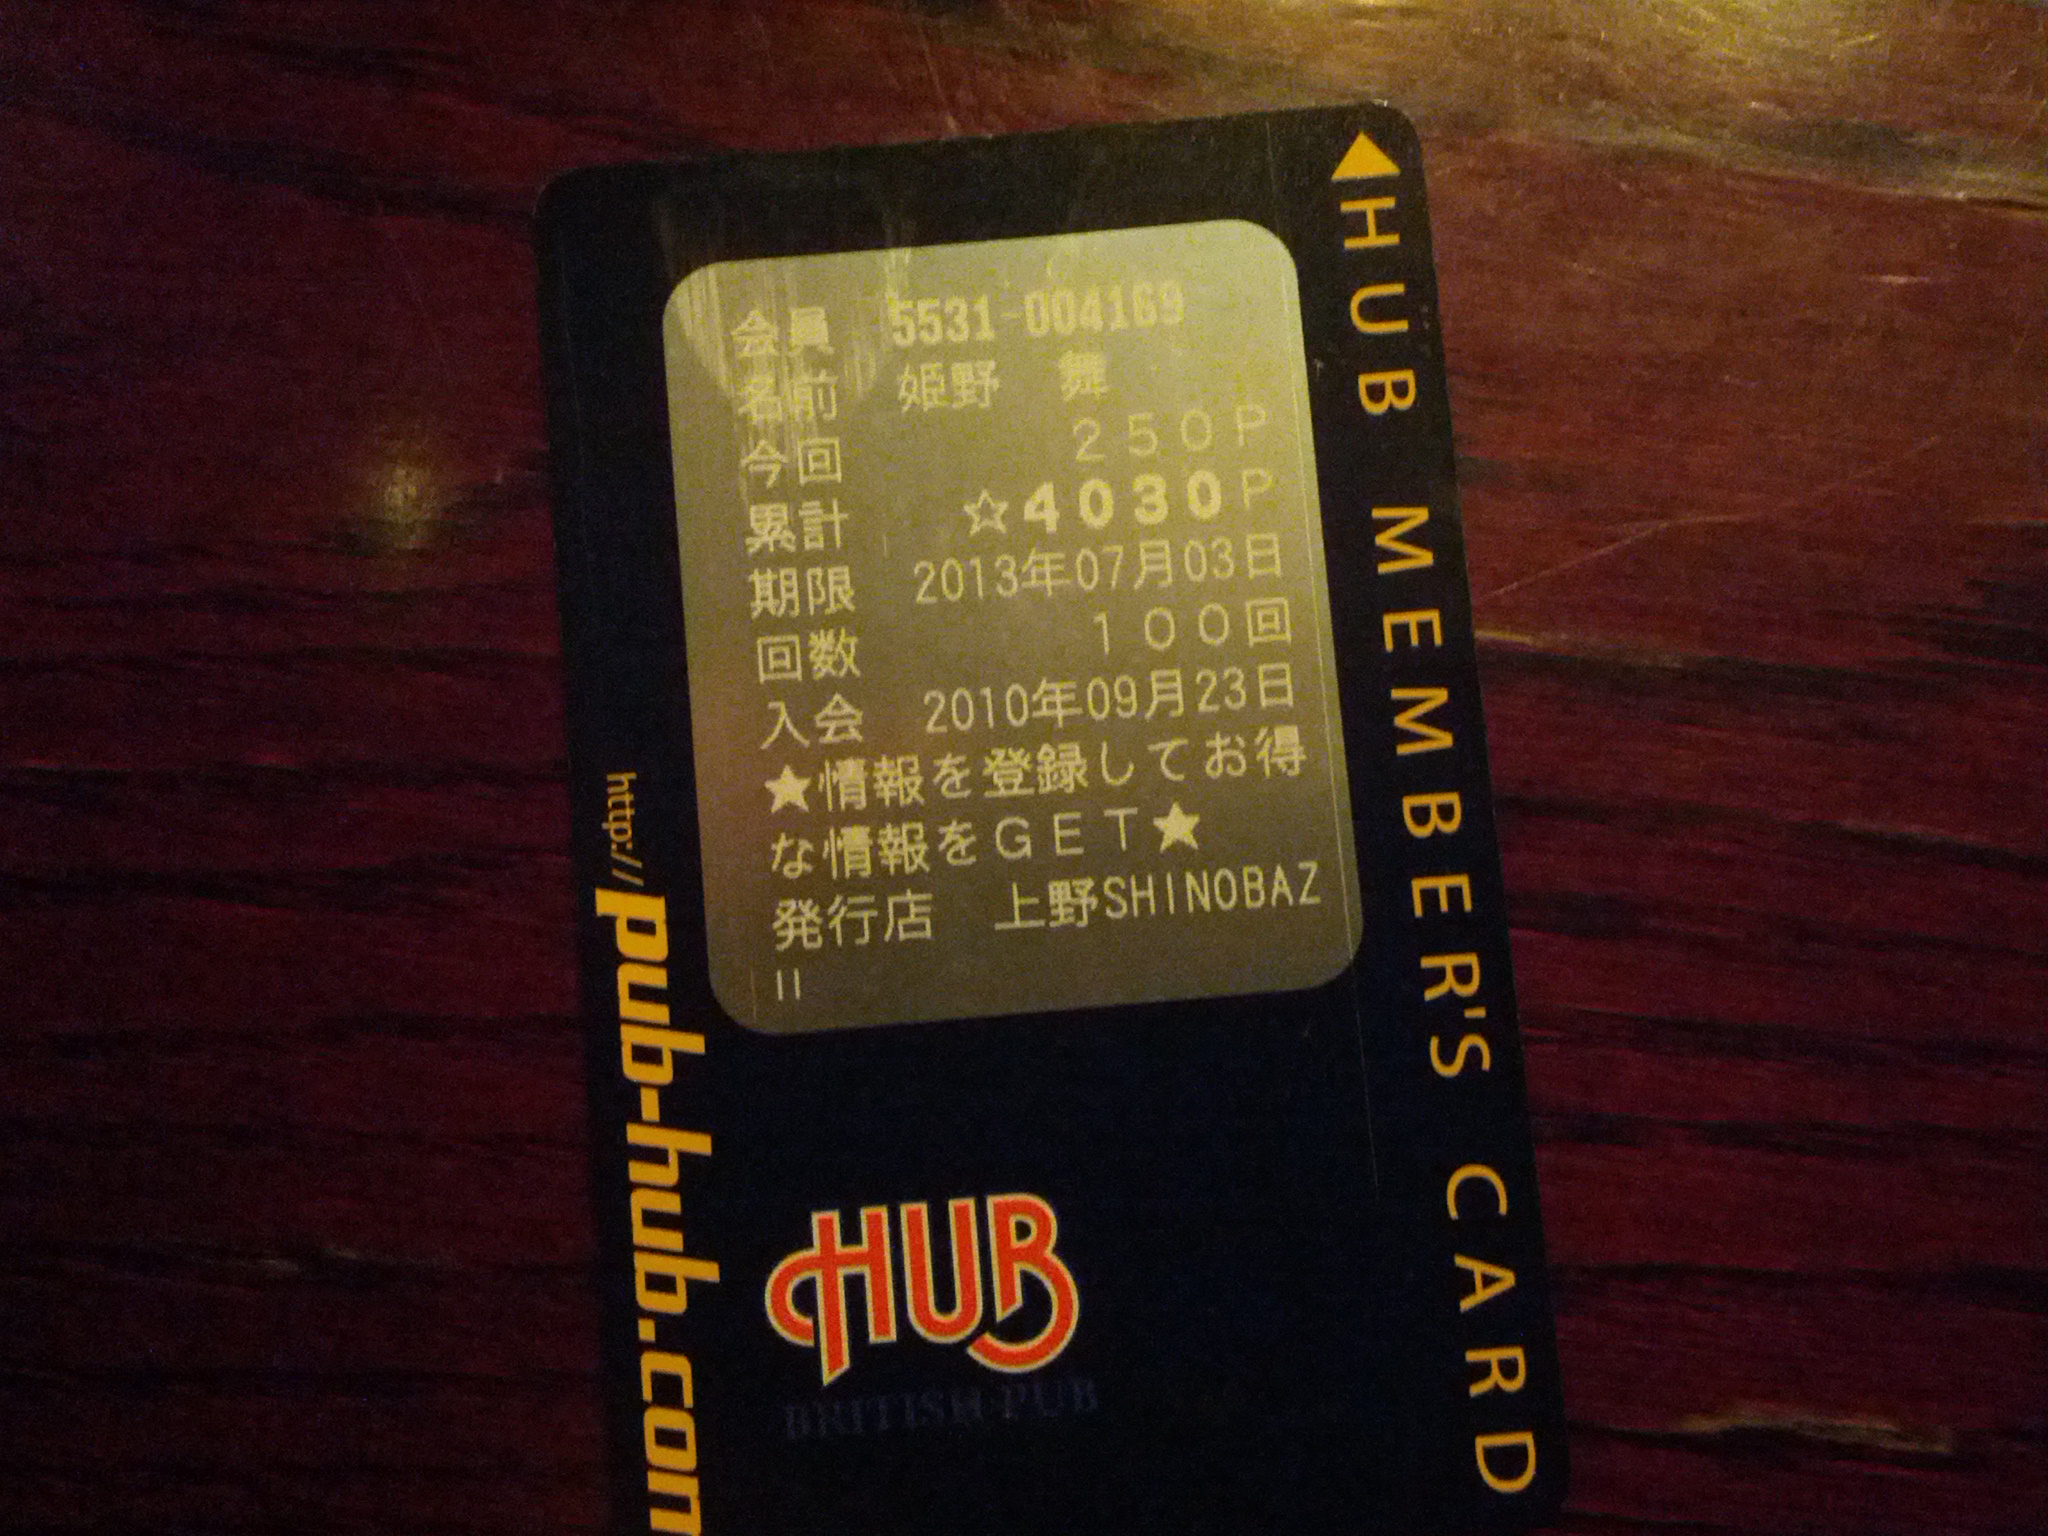 会員 5531-004169
名前 姫野 舞
今回 250P
累計 ☆4030P
期限 2013年07月03日
回数 100回
入会 2010年09月23日
★情報を登録してお得
な情報をGET★
発行店 上野SHINOBAZ
II
HUB
BRITISH PUB
http://pub-hub.com
◀HUB MEMBER'S CARD